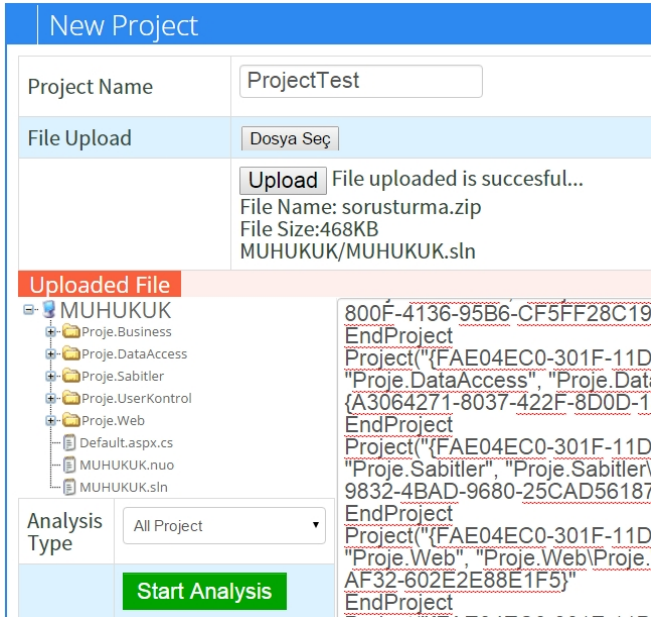 New Project
Project Name
ProjectTest
File Upload
Dosya Seç
Upload File uploaded is succesful...
File Name: sorusturma.zip
File Size:468KB
MUHUKUK/MUHUKUK.sln
Uploaded File
MUHUKUK
Proje.Business
Proje.DataAccess
Proje.Sabitler
Proje.UserKontrol
Proje.Web
Default.aspx.cs
MUHUKUK.nuo
MUHUKUK.sln
Analysis Type
All Project
Start Analysis
800F-4136-95B6-CF5FF28C19
EndProject
Project("{FAE04EC0-301F-11D
"Proje.DataAccess", "Proje.Dat
{A3064271-8037-422F-8D0D-1
EndProject
Project("{FAE04EC0-301F-11D
"Proje.Sabitler", "Proje.Sabitler\
9832-4BAD-9680-25CAD56187
EndProject
Project("{FAE04EC0-301F-11D
"Proje.Web", "Proje.Web\Proje.
AF32-602E2E88E1F5}"
EndProject